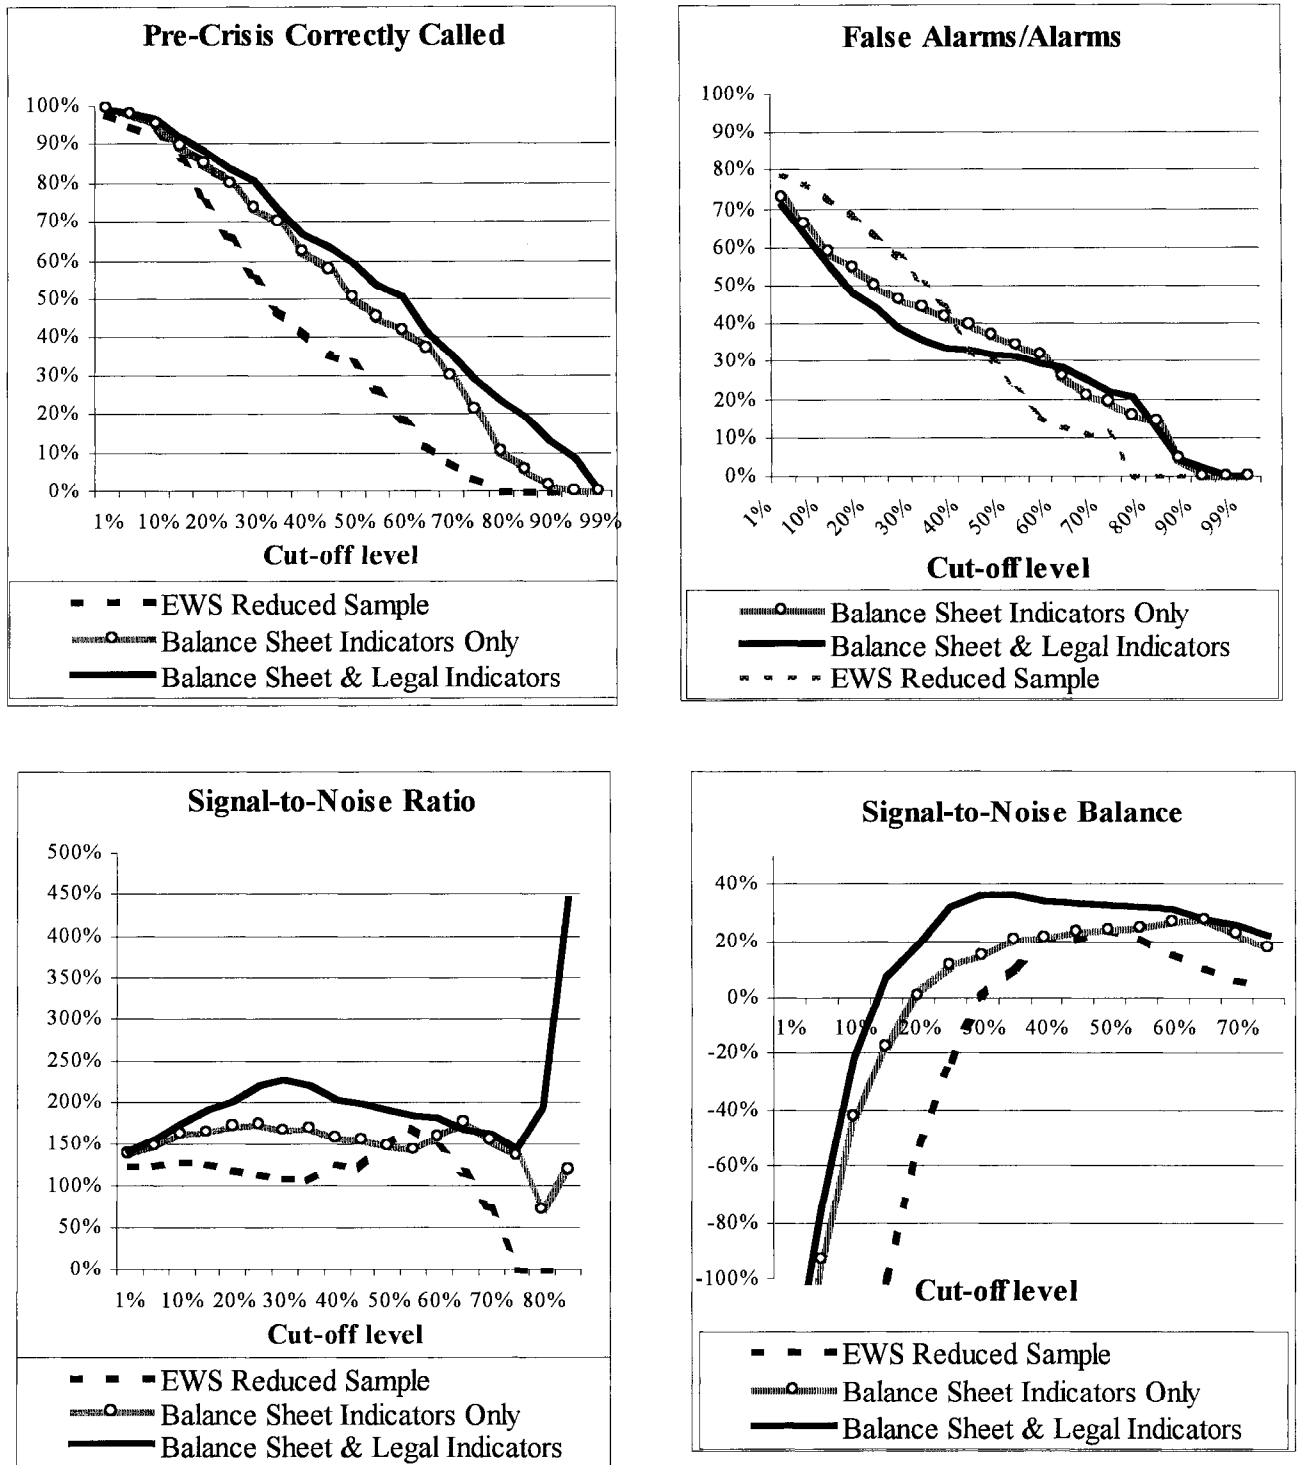 Pre-Crisis Correctly Called
100%
90%
80%
70%
60%
50%
40%
30%
20%
10%
0%
1% 10% 20% 30% 40% 50% 60% 70% 80% 90% 99%
Cut-off level
EWS Reduced Sample
Balance Sheet Indicators Only
Balance Sheet & Legal Indicators
False Alarms/Alarms
100%
90%
80%
70%
60%
50%
40%
30%
20%
10%
0%
1% 10% 20% 30% 40% 50% 60% 70% 80% 90% 99%
Cut-off level
Balance Sheet Indicators Only
Balance Sheet & Legal Indicators
EWS Reduced Sample
Signal-to-Noise Ratio
500%
450%
400%
350%
300%
250%
200%
150%
100%
50%
0%
1% 10% 20% 30% 40% 50% 60% 70% 80%
Cut-off level
EWS Reduced Sample
Balance Sheet Indicators Only
Balance Sheet & Legal Indicators
Signal-to-Noise Balance
40%
20%
0%
1% 10% 20% 30% 40% 50% 60% 70%
-20%
-40%
-60%
-80%
-100%
Cut-off level
EWS Reduced Sample
Balance Sheet Indicators Only
Balance Sheet & Legal Indicators